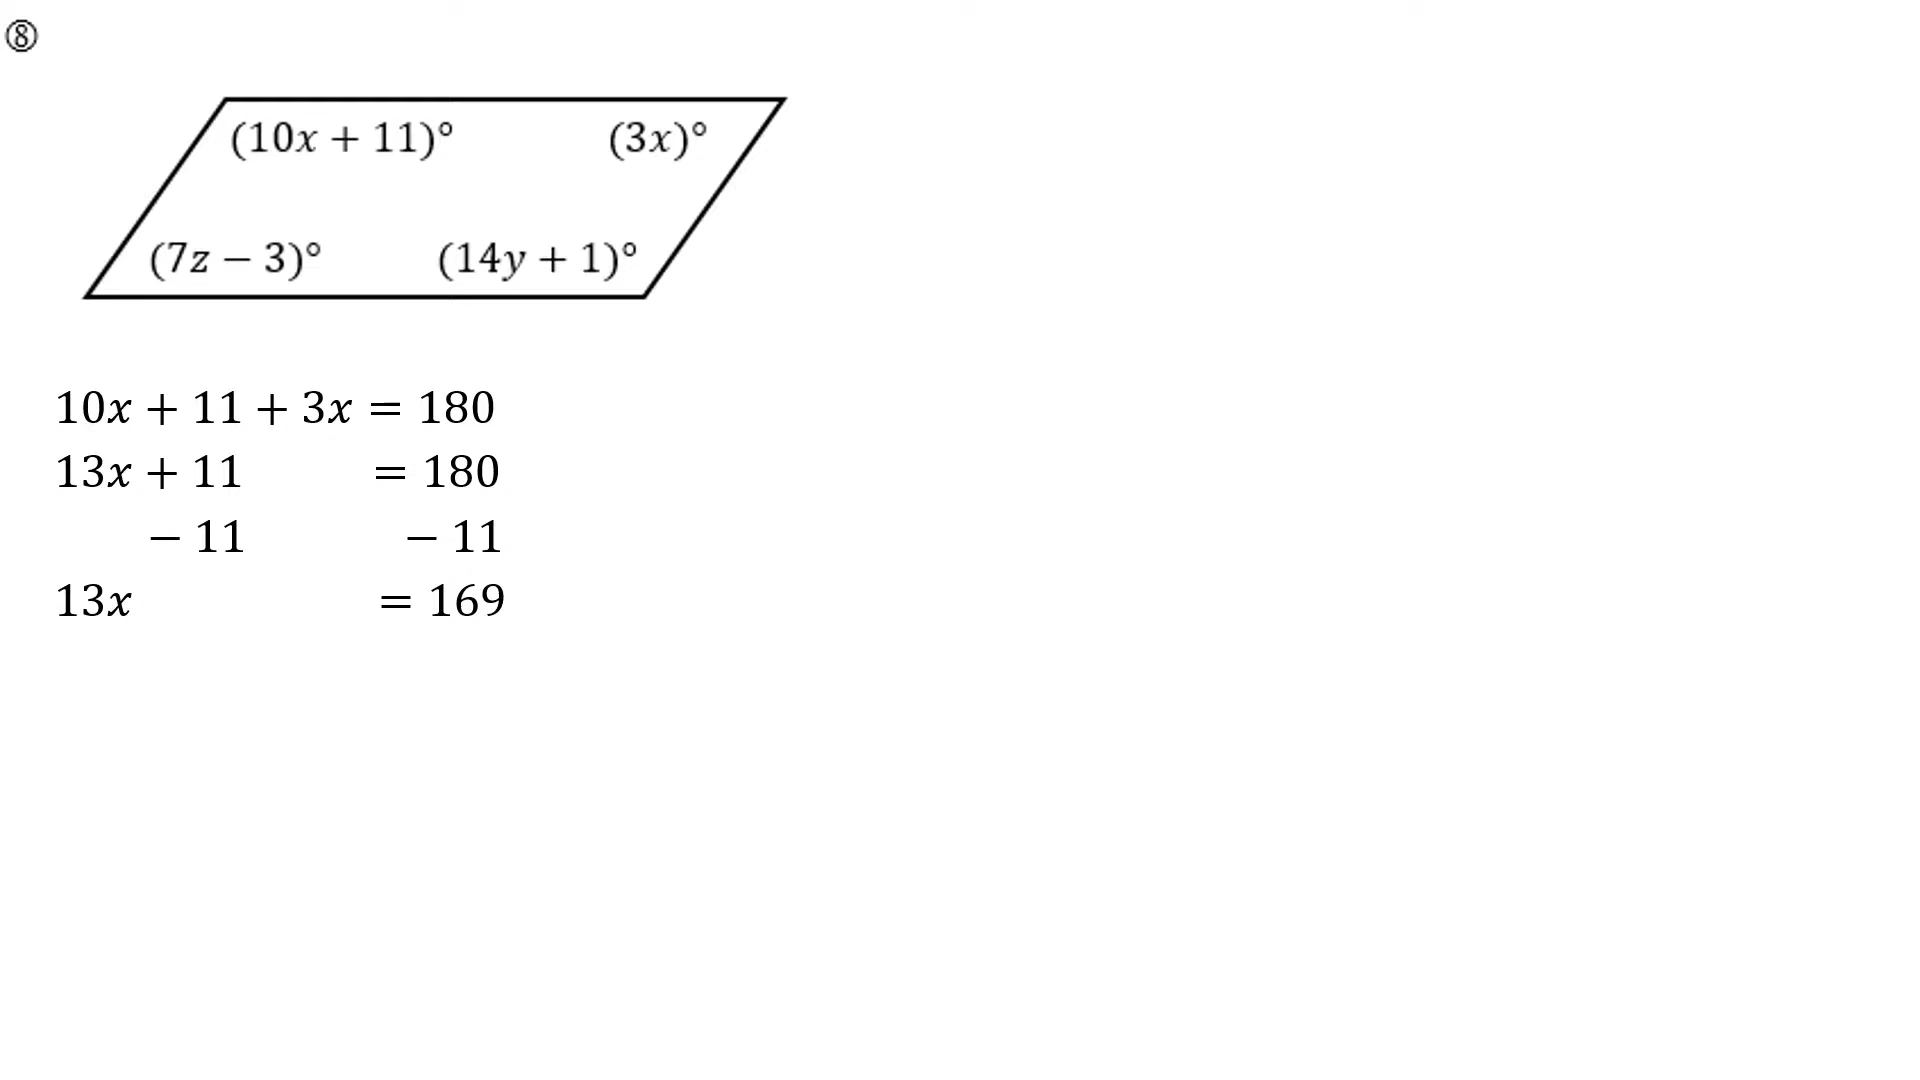 ⑧
(10x + 11)° (3x)°
(7z − 3)° (14y + 1)°
10x + 11 + 3x = 180
13x + 11 = 180
− 11 − 11
13x = 169